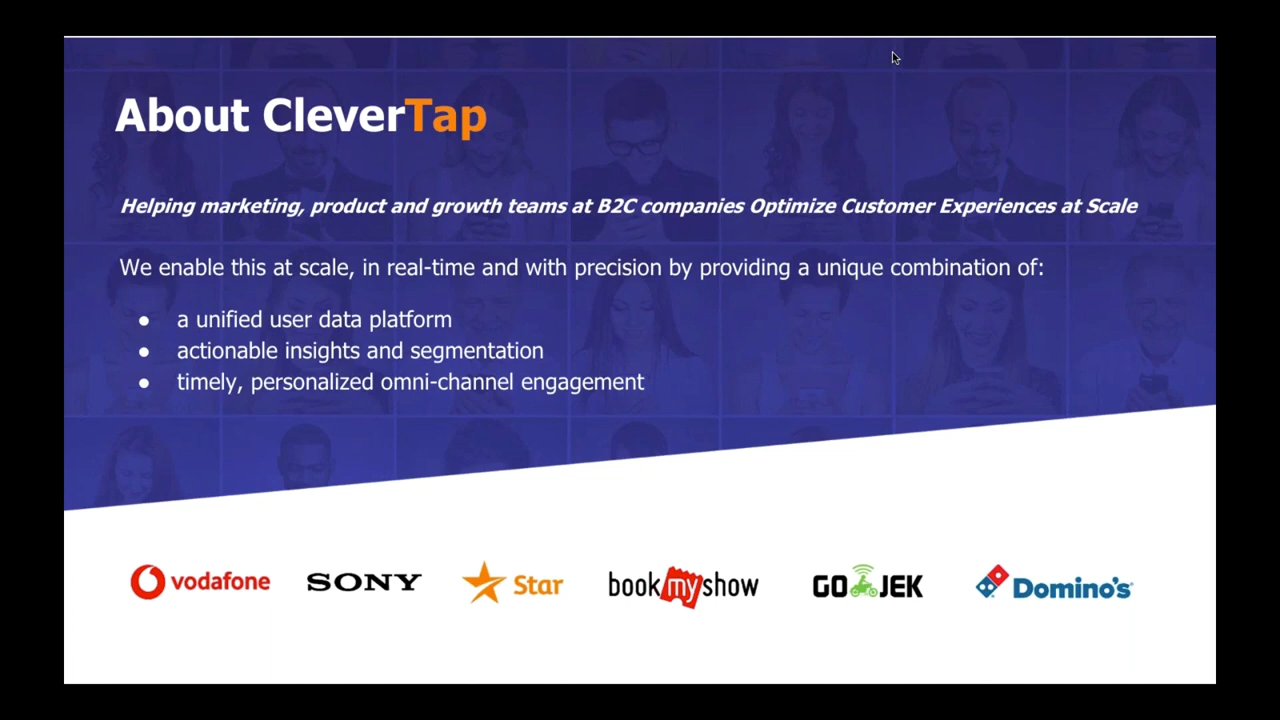 About CleverTap
Helping marketing, product and growth teams at B2C companies Optimize Customer Experiences at Scale
We enable this at scale, in real-time and with precision by providing a unique combination of:
● a unified user data platform
● actionable insights and segmentation
● timely, personalized omni-channel engagement
vodafone SONY Star bookmyshow GOJEK Domino's